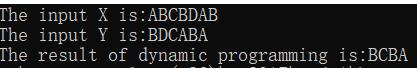 The input X is:ABCBDAB
The input Y is:BDCABA
The result of dynamic programming is:BCBA